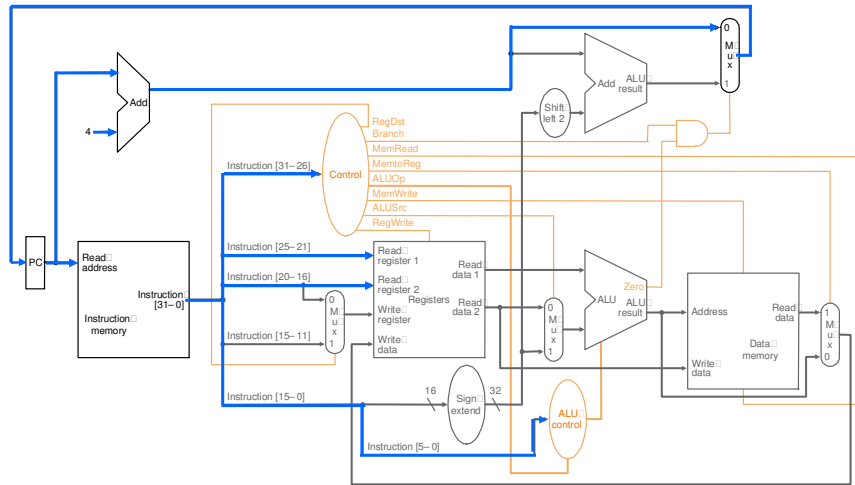 0
M
u
x
1
Add
ALU
result
Add
4
Shift
left 2
RegDst
Branch
MemRead
MemtoReg
ALUOp
MemWrite
ALUSrc
RegWrite
Control
Instruction [31–26]
Instruction [25–21]
Instruction [20–16]
Instruction [15–11]
Instruction [15–0]
Instruction [5–0]
PC
Read
address
Instruction
[31–0]
Instruction
memory
0
M
u
x
1
Read
register 1
Read
register 2
Write
register
Write
data
Registers
Read
data 1
Read
data 2
0
M
u
x
1
Zero
ALU
ALU
result
Address
Read
data
Data
memory
Write
data
1
M
u
x
0
16
Sign
extend
32
ALU
control